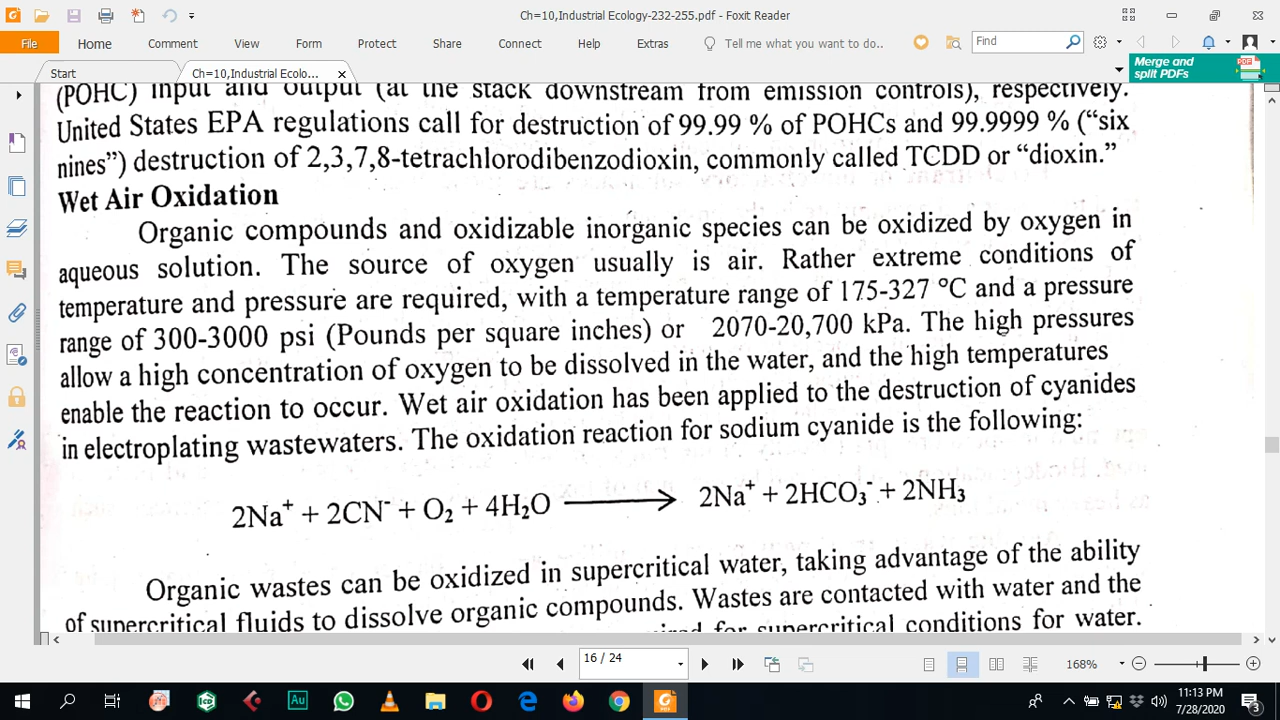 Ch=10,Industrial Ecology-232-255.pdf - Foxit Reader
File Home Comment View Form Protect Share Connect Help Extras Tell me what you want to do.. Find
Start Ch=10,Industrial Ecolo-... Merge and
split PDFs
(POHC) input and output (at the stack downstream from emission controls), respectively.
United States EPA regulations call for destruction of 99.99 % of POHCs and 99.9999 % (“six
nines”) destruction of 2,3,7,8-tetrachlorodibenzodioxin, commonly called TCDD or “dioxin.”
Wet Air Oxidation
Organic compounds and oxidizable inorganic species can be oxidized by oxygen in
aqueous solution. The source of oxygen usually is air. Rather extreme conditions of
temperature and pressure are required, with a temperature range of 175-327 °C and a pressure
range of 300-3000 psi (Pounds per square inches) or 2070-20,700 kPa. The high pressures
allow a high concentration of oxygen to be dissolved in the water, and the high temperatures
enable the reaction to occur. Wet air oxidation has been applied to the destruction of cyanides
in electroplating wastewaters. The oxidation reaction for sodium cyanide is the following:
2Na⁺ + 2CN⁻ + O₂ + 4H₂O ⟶ 2Na⁺ + 2HCO₃⁻ + 2NH₃
Organic wastes can be oxidized in supercritical water, taking advantage of the ability
of supercritical fluids to dissolve organic compounds. Wastes are contacted with water and the
for supercritical conditions for water.
16 / 24 168%
11:13 PM
7/28/2020